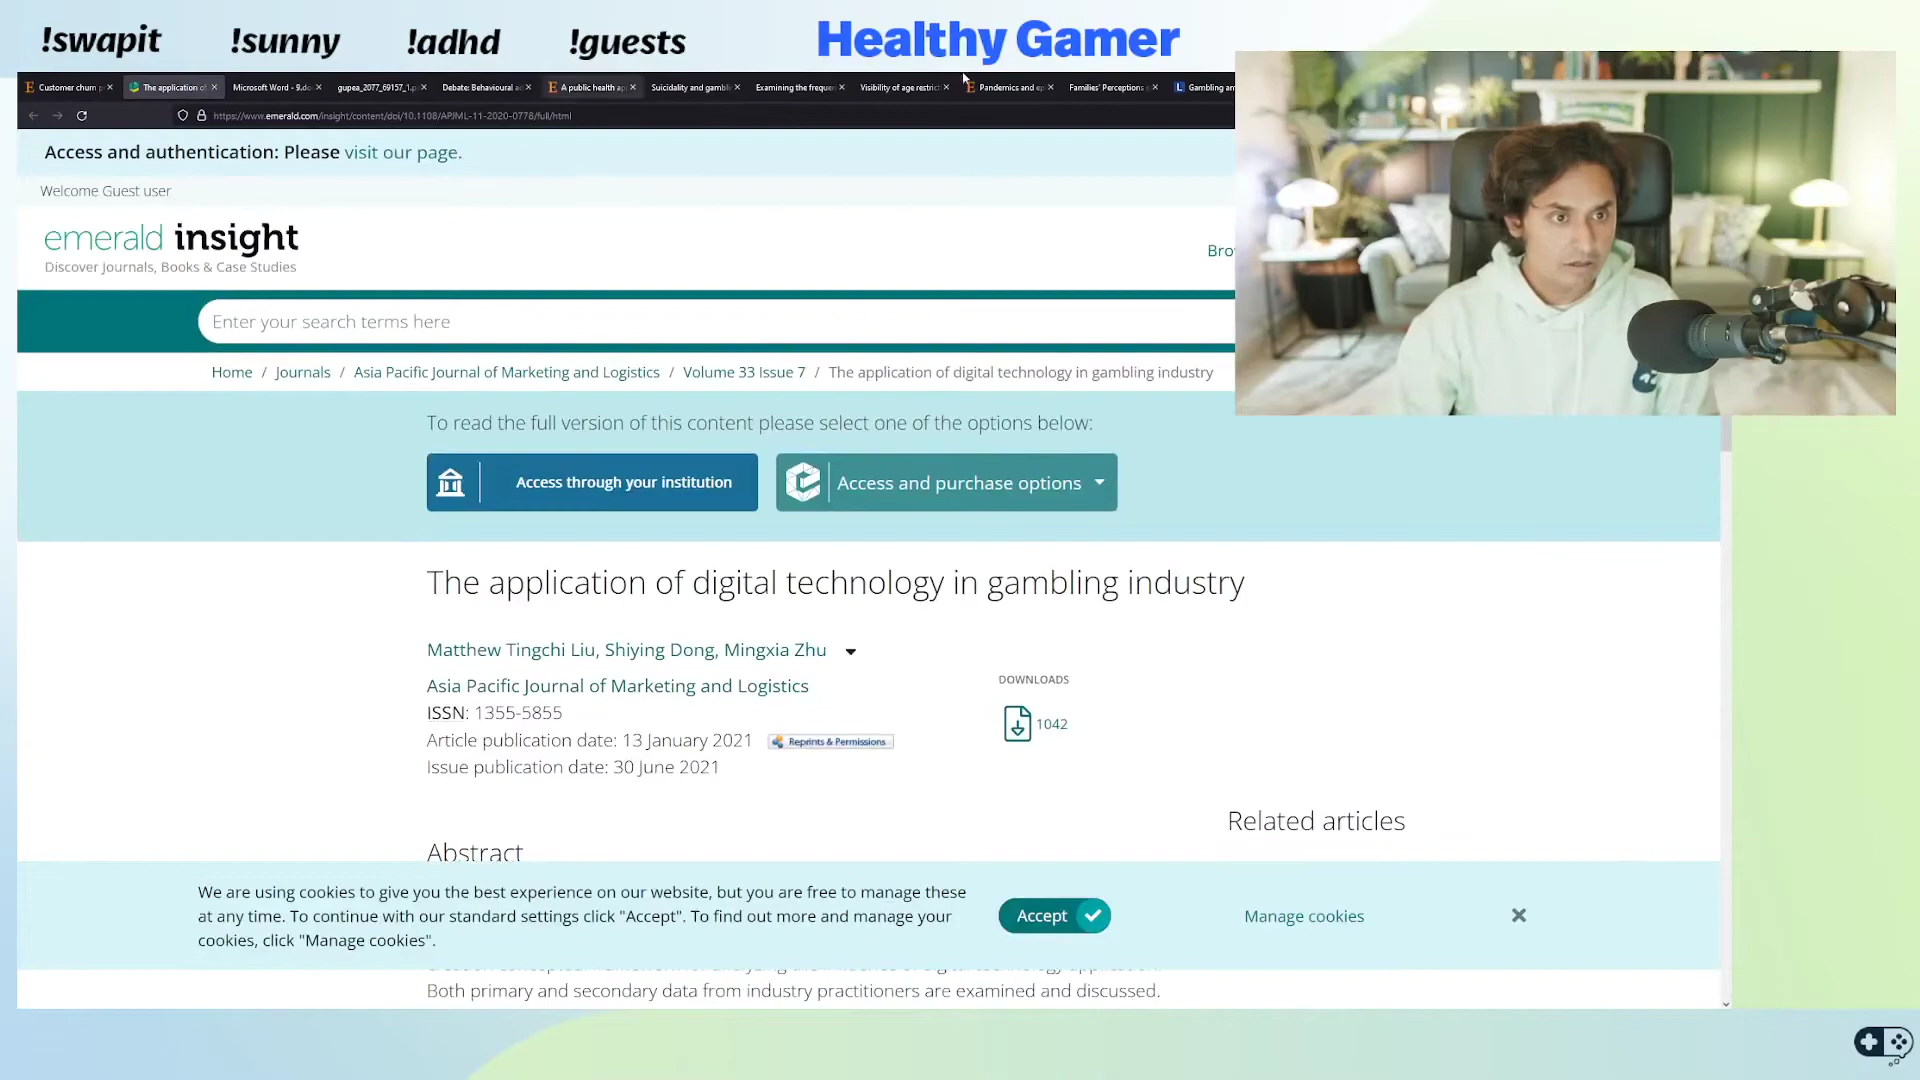 !swapit
!sunny
!adhd
!guests
Healthy Gamer
Customer churn p
The application of
Microsoft Word - 9.do
gupea_2077_69157_1.p
Debate: Behavioural a
A public health ap
Suicidality and gambl
Examining the freque
Visibility of age restric
Pandemics and ep
Families' Perceptions
Gambling an
https://www.emerald.com/insight/content/doi/10.1108/APJML-11-2020-0778/full/html
Access and authentication: Please visit our page.
Welcome Guest user
emerald insight
Discover Journals, Books & Case Studies
Bro
Enter your search terms here
Home / Journals / Asia Pacific Journal of Marketing and Logistics / Volume 33 Issue 7 / The application of digital technology in gambling industry
To read the full version of this content please select one of the options below:
Access through your institution
Access and purchase options
The application of digital technology in gambling industry
Matthew Tingchi Liu, Shiying Dong, Mingxia Zhu
Asia Pacific Journal of Marketing and Logistics
ISSN: 1355-5855
Article publication date: 13 January 2021
Reprints & Permissions
Issue publication date: 30 June 2021
DOWNLOADS
1042
Related articles
Abstract
We are using cookies to give you the best experience on our website, but you are free to manage these
at any time. To continue with our standard settings click "Accept". To find out more and manage your
cookies, click "Manage cookies".
Accept
Manage cookies
Both primary and secondary data from industry practitioners are examined and discussed.